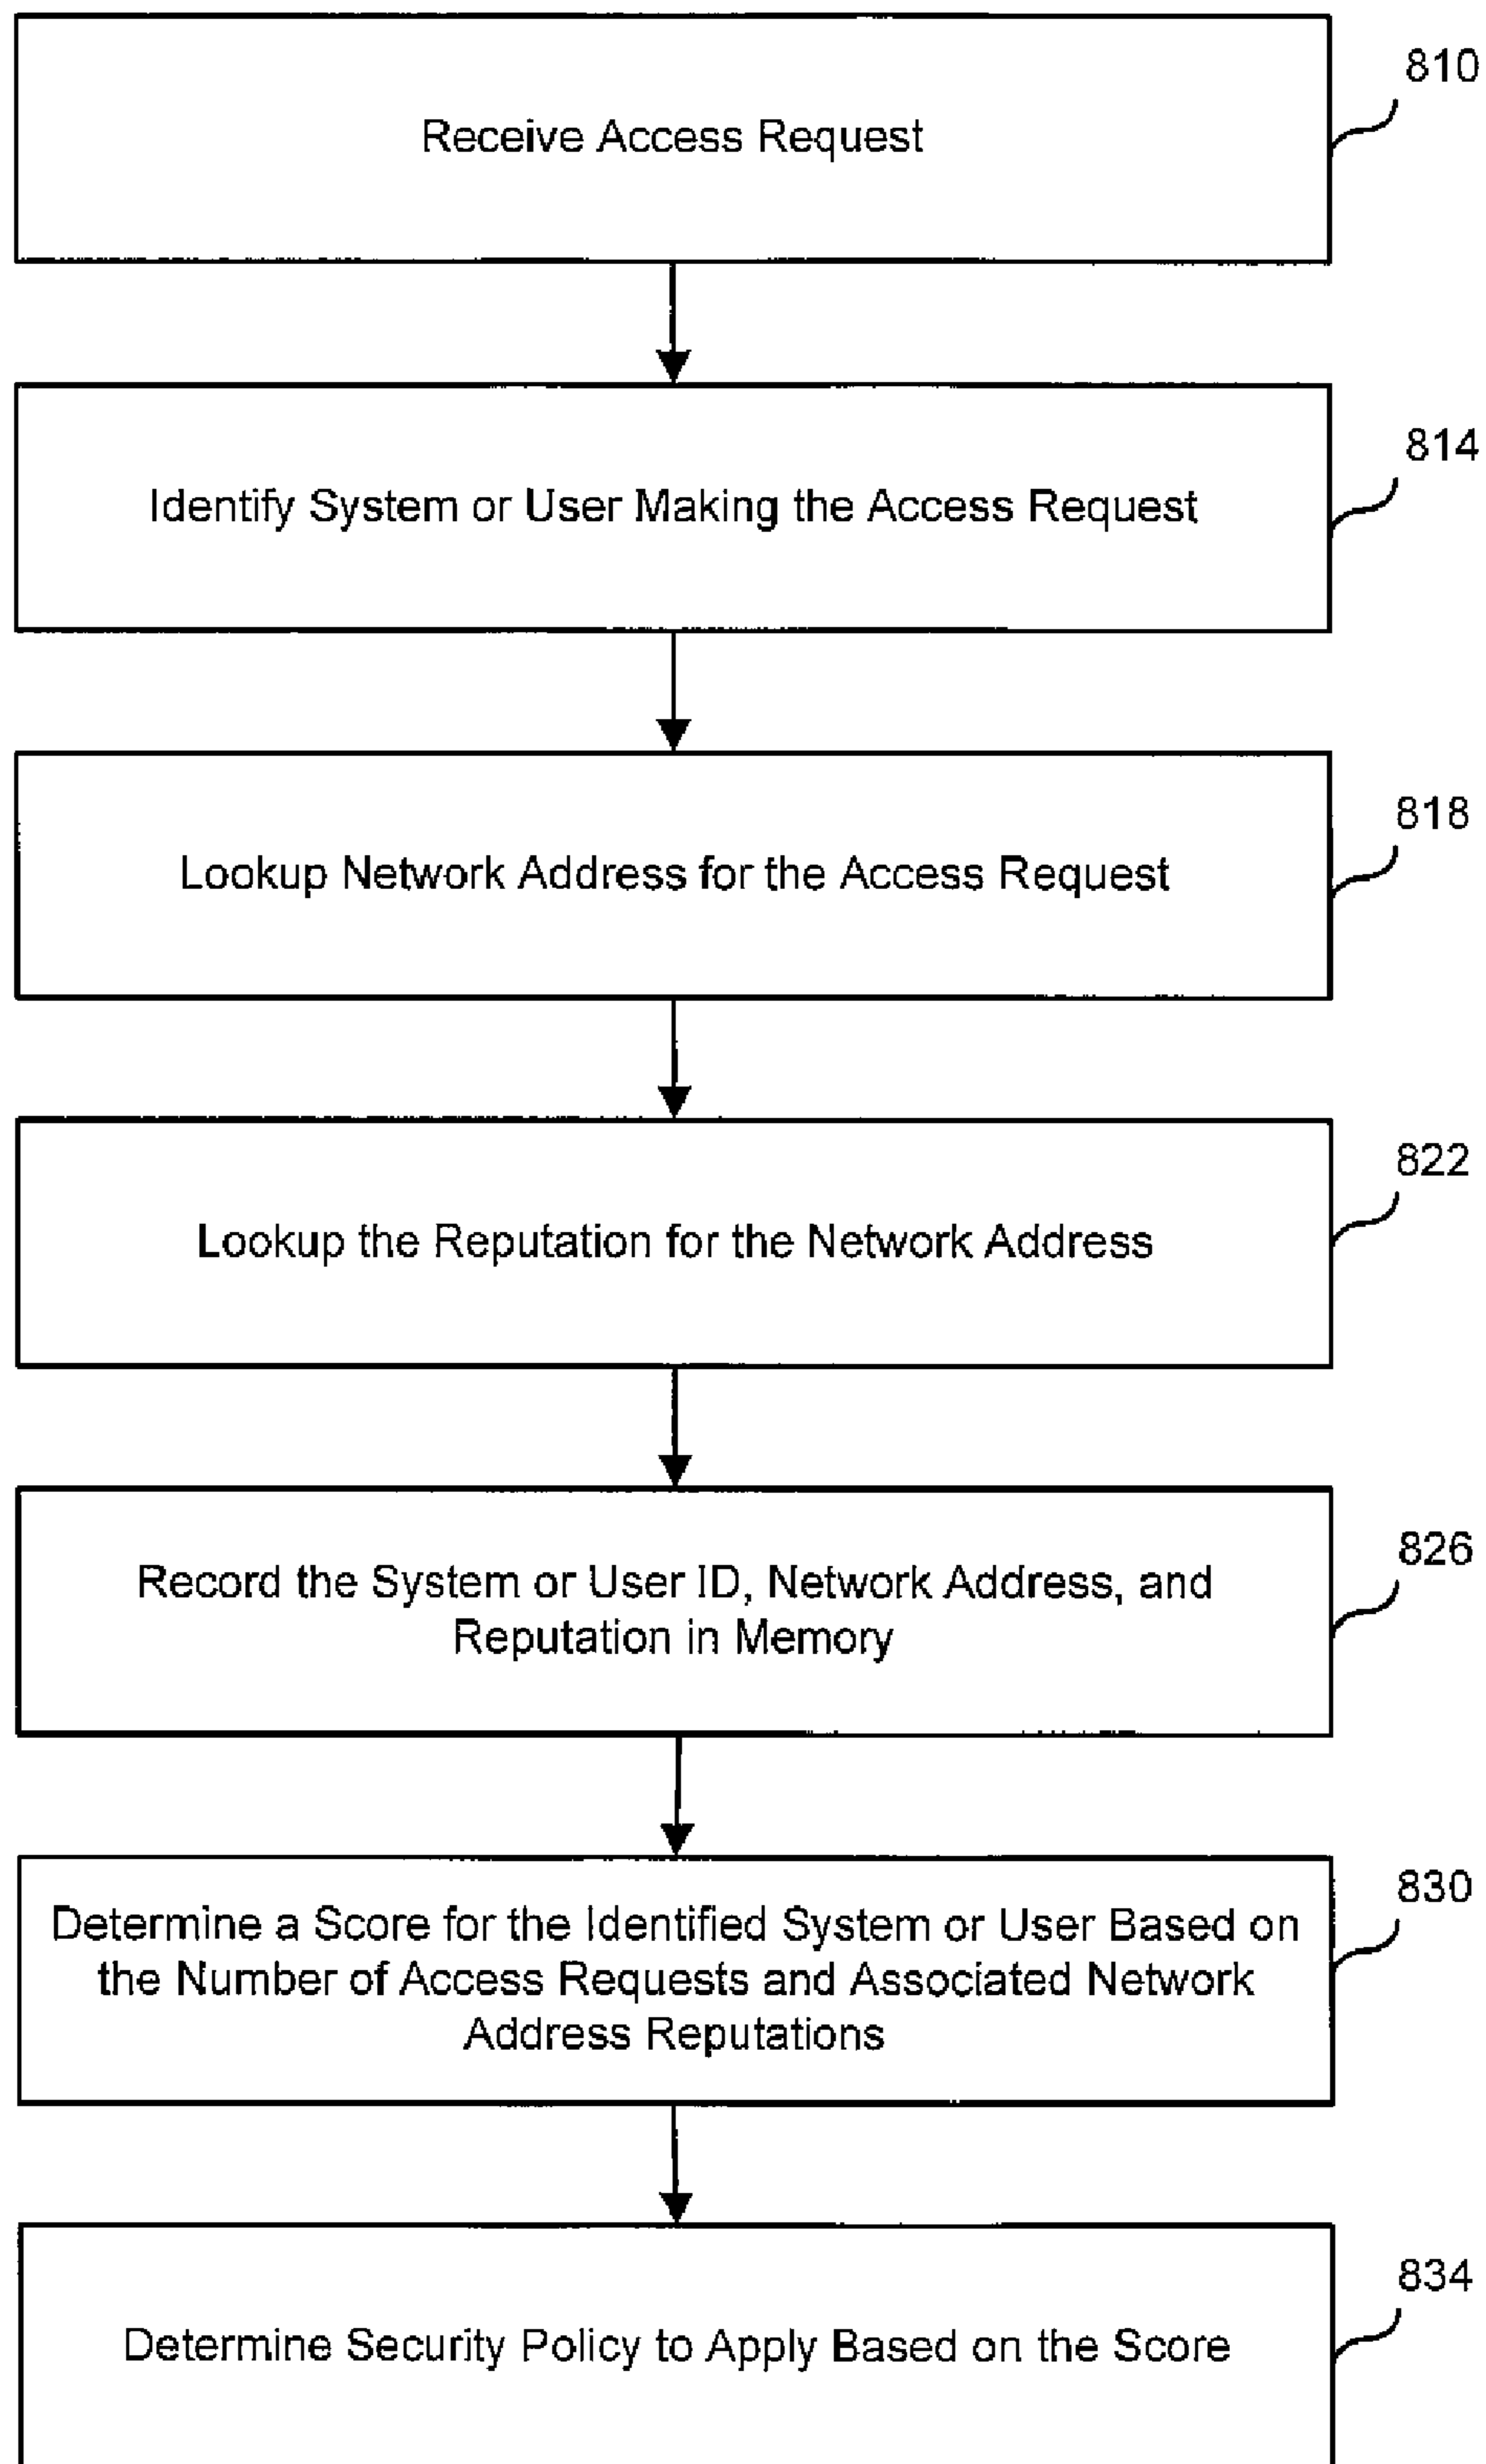 810
Receive Access Request
814
Identify System or User Making the Access Request
818
Lookup Network Address for the Access Request
822
Lookup the Reputation for the Network Address
826
Record the System or User ID, Network Address, and
Reputation in Memory
830
Determine a Score for the Identified System or User Based on
the Number of Access Requests and Associated Network
Address Reputations
834
Determine Security Policy to Apply Based on the Score